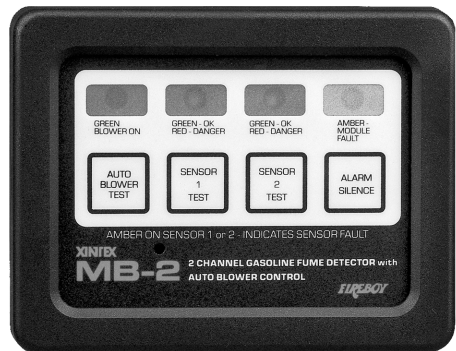 GREEN
BLOWER ON
GREEN - OK
RED - DANGER
GREEN - OK
RED - DANGER
AMBER -
MODULE
FAULT
AUTO
BLOWER
TEST
SENSOR
1
TEST
SENSOR
2
TEST
ALARM
SILENCE
AMBER ON SENSOR 1 or 2 - INDICATES SENSOR FAULT
XINTEX
MB-2
2 CHANNEL GASOLINE FUME DETECTOR with
AUTO BLOWER CONTROL
FIREBOY